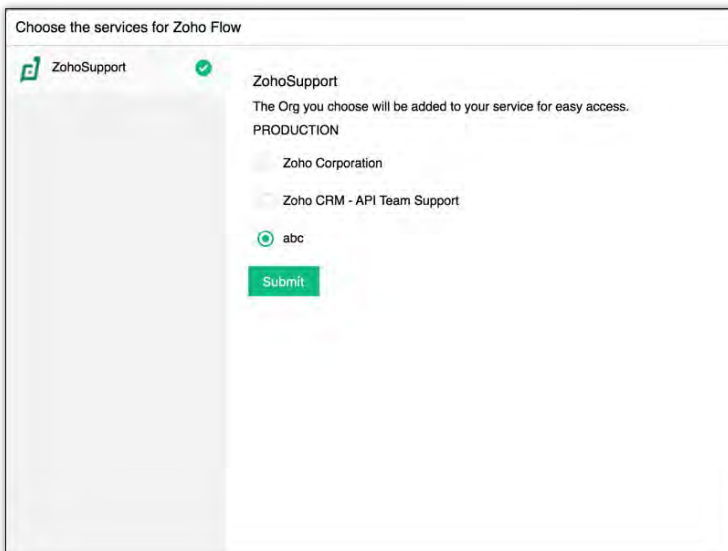 Choose the services for Zoho Flow
ZohoSupport
ZohoSupport
The Org you choose will be added to your service for easy access.
PRODUCTION
Zoho Corporation
Zoho CRM - API Team Support
abc
Submit